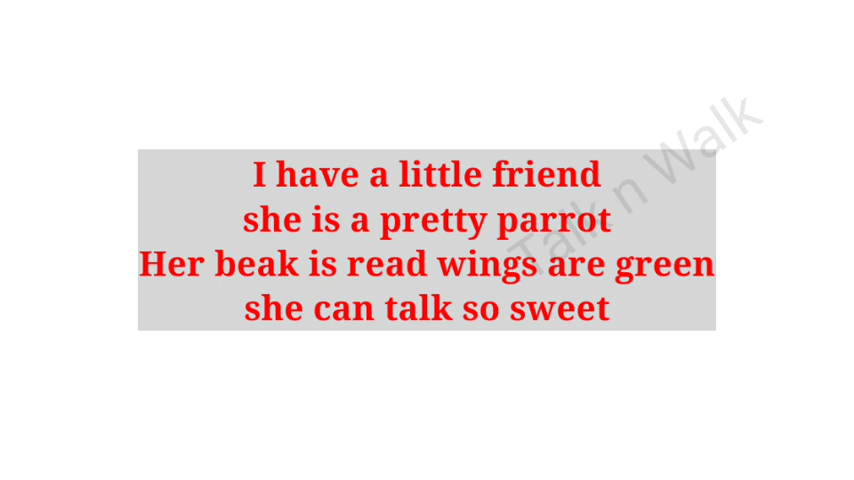 I have a little friend
she is a pretty parrot
Her beak is read wings are green
she can talk so sweet
Talk n Walk